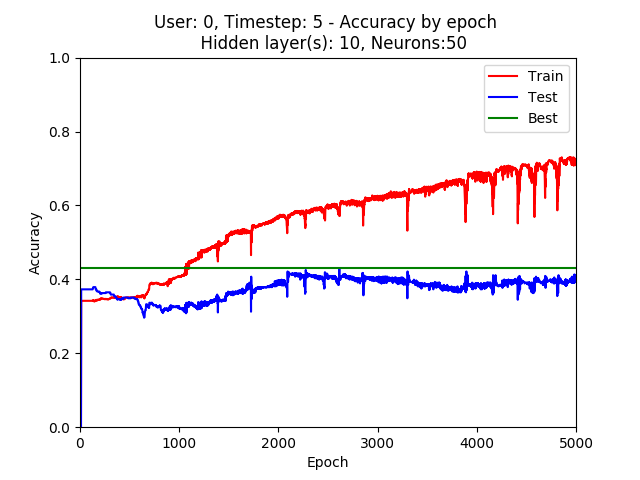 User: 0, Timestep: 5 - Accuracy by epoch
Hidden layer(s): 10, Neurons:50
1.0
0.8
0.6
0.4
0.2
0.0
Accuracy
Train
Test
Best
0 1000 2000 3000 4000 5000
Epoch